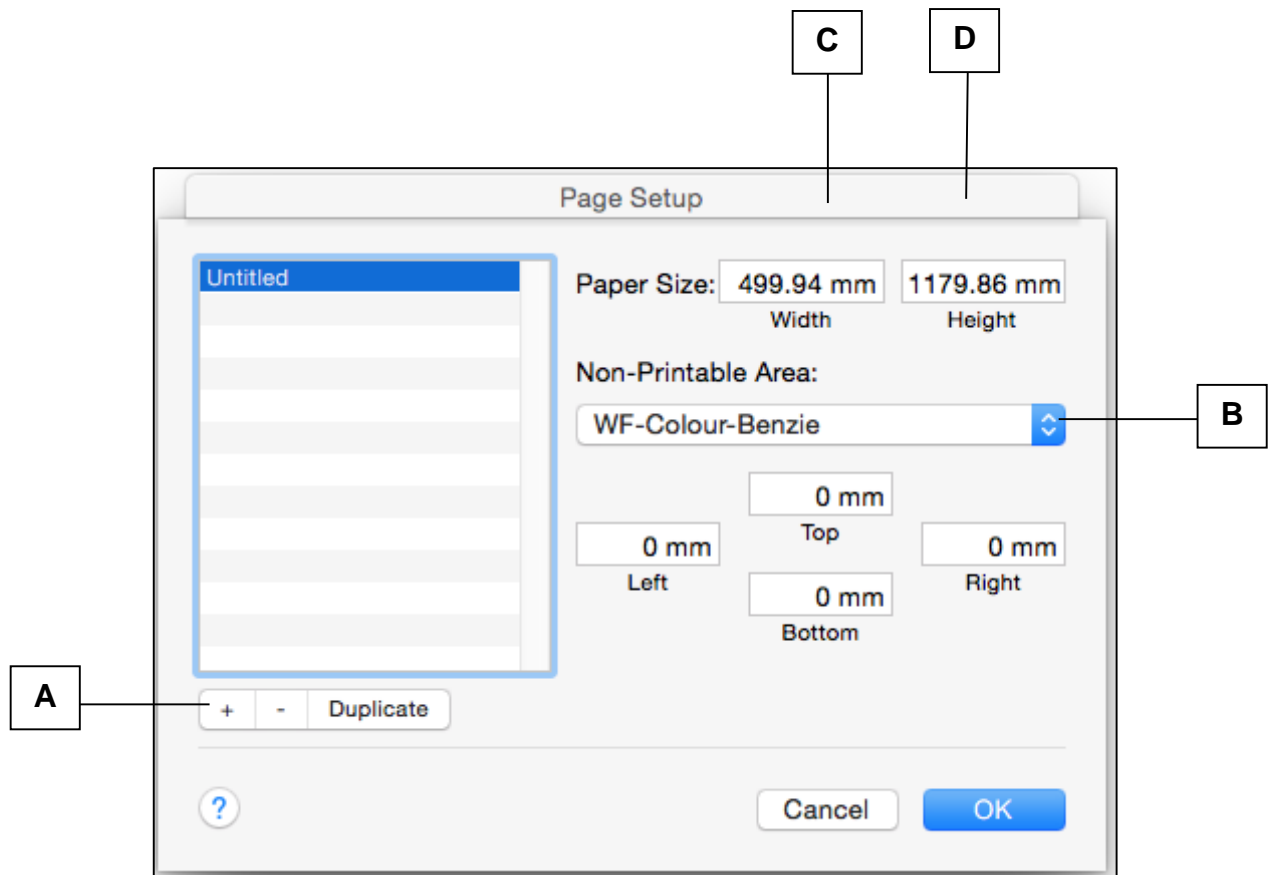 C D
Page Setup
Untitled
Paper Size: 499.94 mm 1179.86 mm
Width Height
Non-Printable Area:
WF-Colour-Benzie
B
0 mm
Top
0 mm 0 mm
Left Right
0 mm
Bottom
A
+ - Duplicate
? Cancel OK